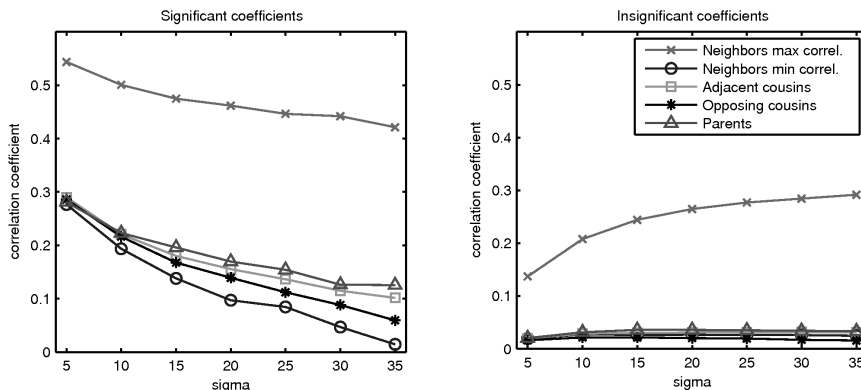 Significant coefficients
0.5
0.4
0.3
0.2
0.1
0
correlation coefficient
5 10 15 20 25 30 35
sigma
Insignificant coefficients
0.5
0.4
0.3
0.2
0.1
0
correlation coefficient
Neighbors max correl.
Neighbors min correl.
Adjacent cousins
Opposing cousins
Parents
5 10 15 20 25 30 35
sigma